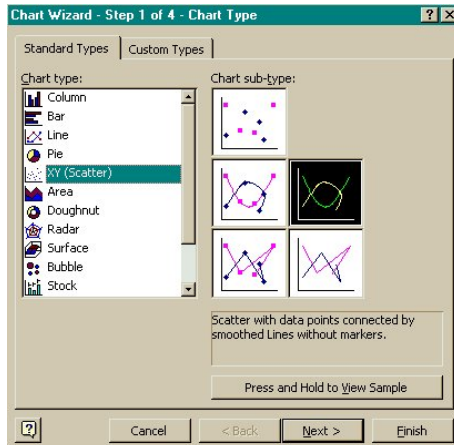 Chart Wizard - Step 1 of 4 - Chart Type
Standard Types
Custom Types
Chart type:
Column
Bar
Line
Pie
XY (Scatter)
Area
Doughnut
Radar
Surface
Bubble
Stock
Chart sub-type:
Scatter with data points connected by
smoothed Lines without markers.
Press and Hold to View Sample
Cancel
< Back
Next >
Finish